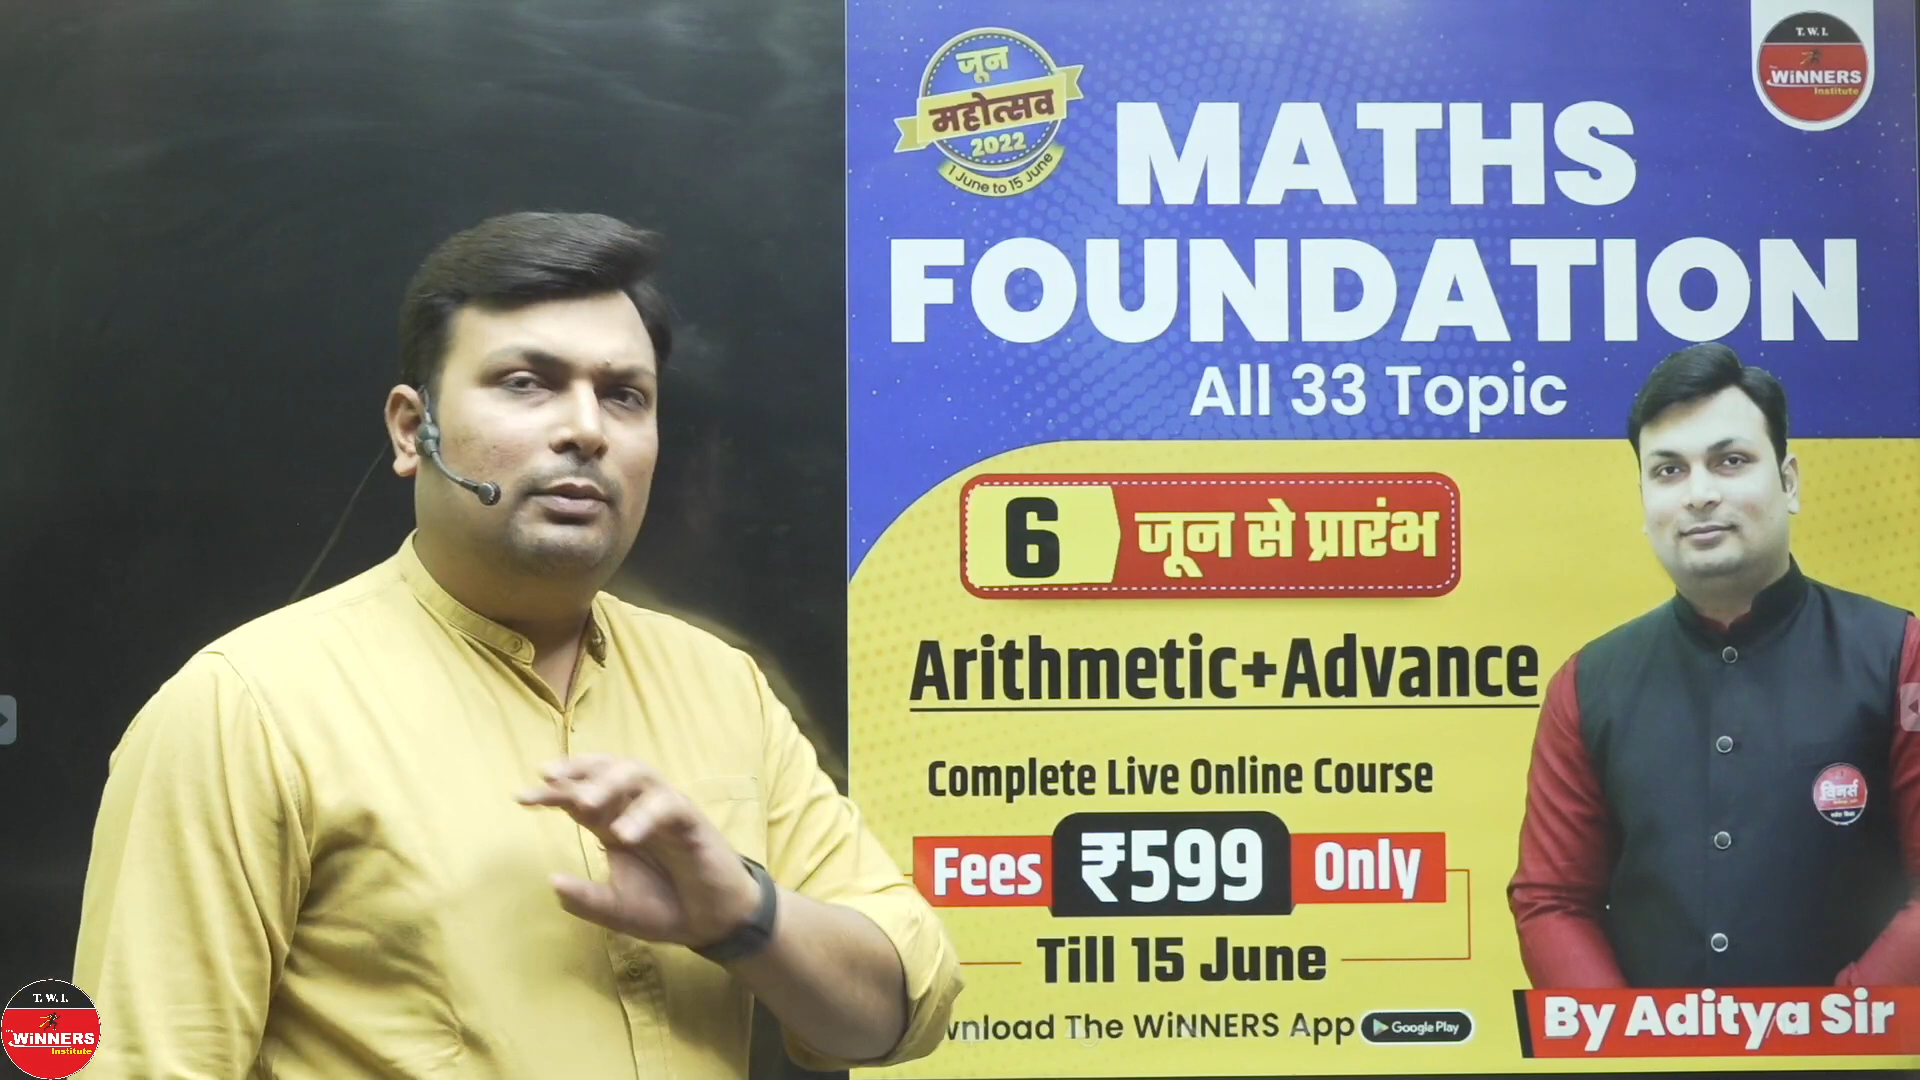 जून
महोत्सव
2022
1 June to 15 June
T. W. I.
WiNNERS
Institute
MATHS
FOUNDATION
All 33 Topic
6 जून से प्रारंभ
Arithmetic+Advance
Complete Live Online Course
विनर्स
Fees ₹599 Only
Till 15 June
wnload The WiNNERS App Google Play
By Aditya Sir
T. W. I.
WiNNERS
Institute